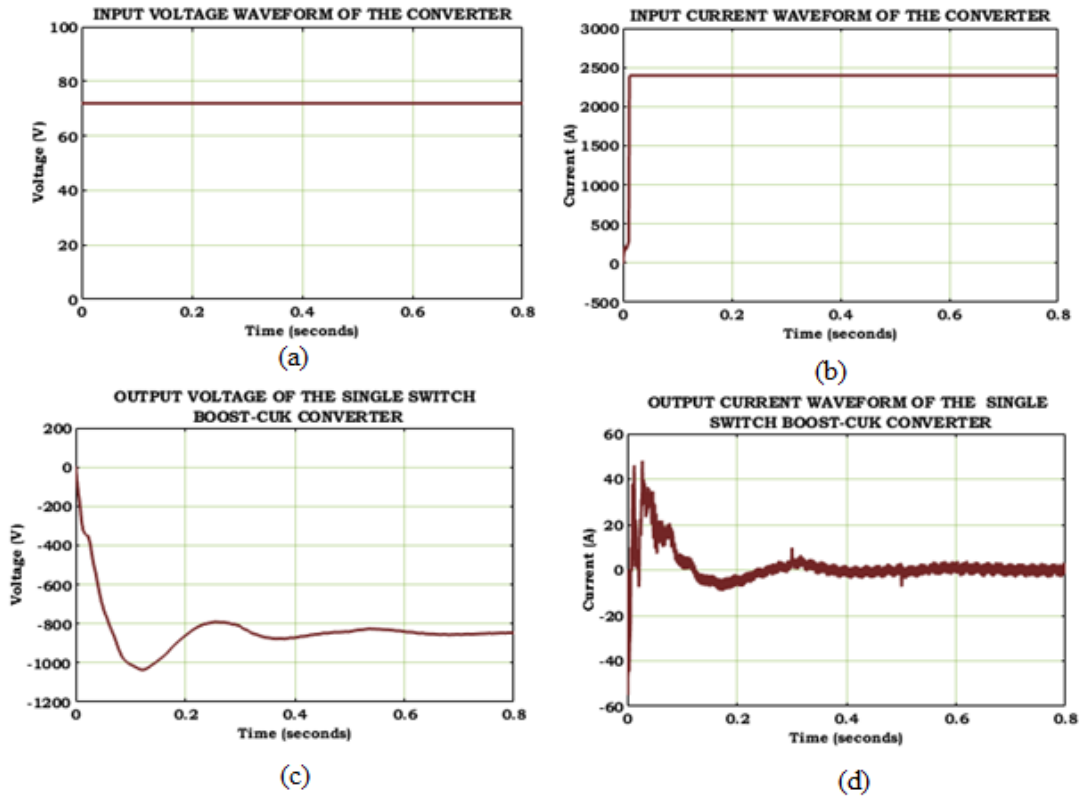 INPUT VOLTAGE WAVEFORM OF THE CONVERTER
100
80
60
40
20
0
Voltage (V)
0 0.2 0.4 0.6 0.8
Time (seconds)
(a)
INPUT CURRENT WAVEFORM OF THE CONVERTER
3000
2500
2000
1500
1000
500
0
-500
Current (A)
0 0.2 0.4 0.6 0.8
Time (seconds)
(b)
OUTPUT VOLTAGE OF THE SINGLE SWITCH
BOOST-CUK CONVERTER
200
0
-200
-400
-600
-800
-1000
-1200
Voltage (V)
0 0.2 0.4 0.6 0.8
Time (seconds)
(c)
OUTPUT CURRENT WAVEFORM OF THE SINGLE
SWITCH BOOST-CUK CONVERTER
60
40
20
0
-20
-40
-60
Current (A)
0 0.2 0.4 0.6 0.8
Time (seconds)
(d)